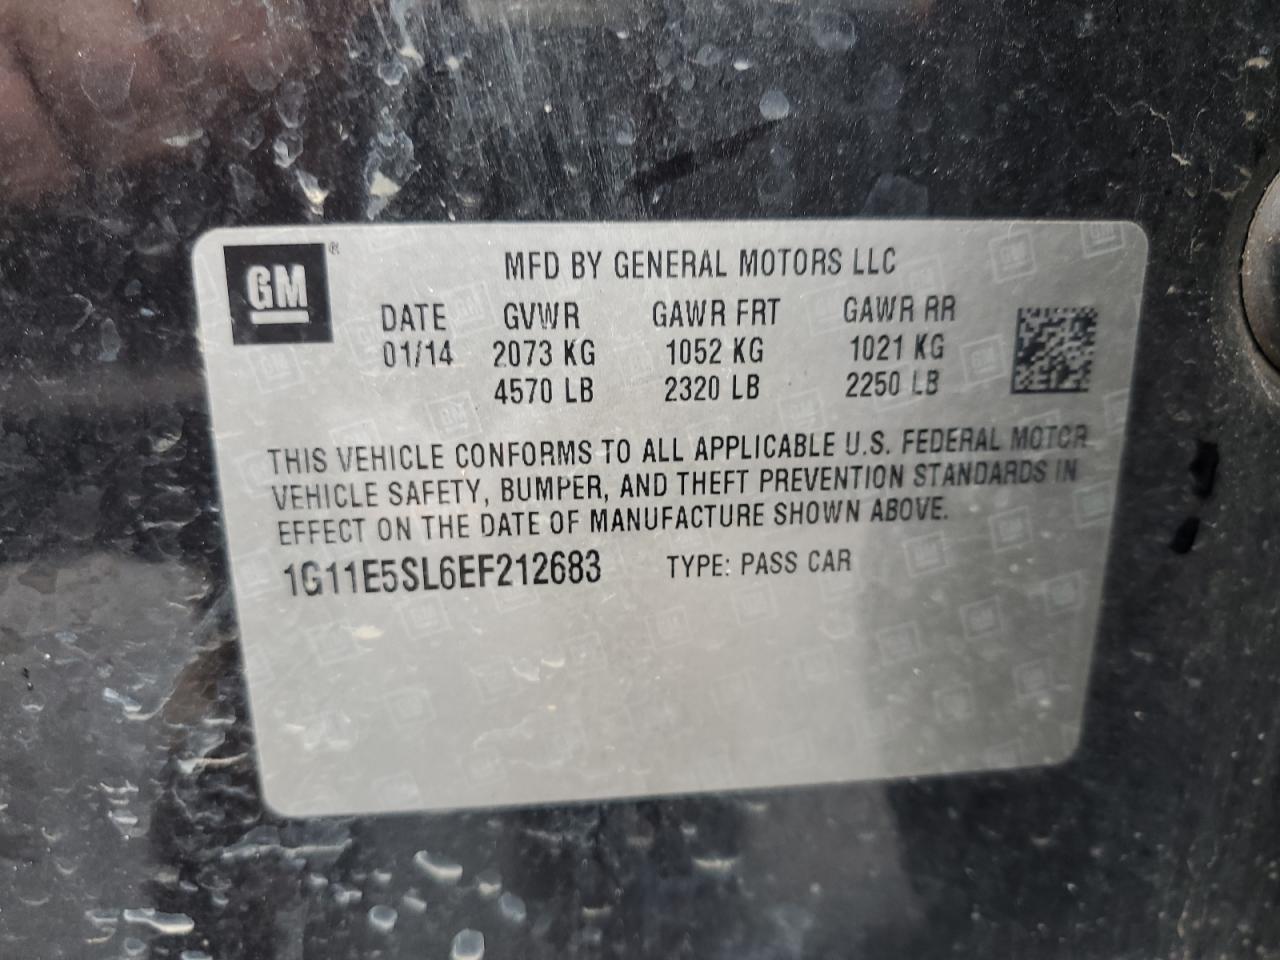 GM ®
MFD BY GENERAL MOTORS LLC
DATE GVWR GAWR FRT GAWR RR
01/14 2073 KG 1052 KG 1021 KG
4570 LB 2320 LB 2250 LB
THIS VEHICLE CONFORMS TO ALL APPLICABLE U.S. FEDERAL MOTOR
VEHICLE SAFETY, BUMPER, AND THEFT PREVENTION STANDARDS IN
EFFECT ON THE DATE OF MANUFACTURE SHOWN ABOVE.
1G11E5SL6EF212683 TYPE: PASS CAR